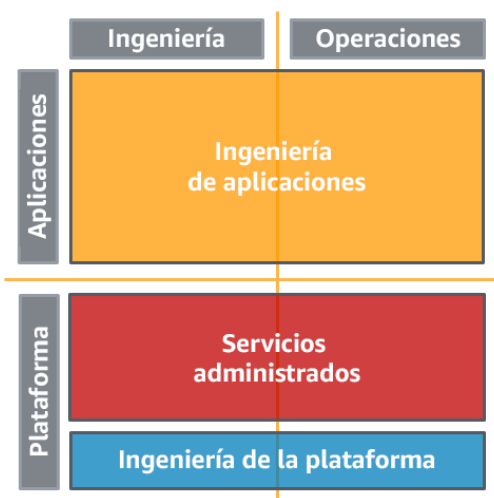 Ingeniería
Operaciones
Aplicaciones
Ingeniería
de aplicaciones
Plataforma
Servicios
administrados
Ingeniería de la plataforma